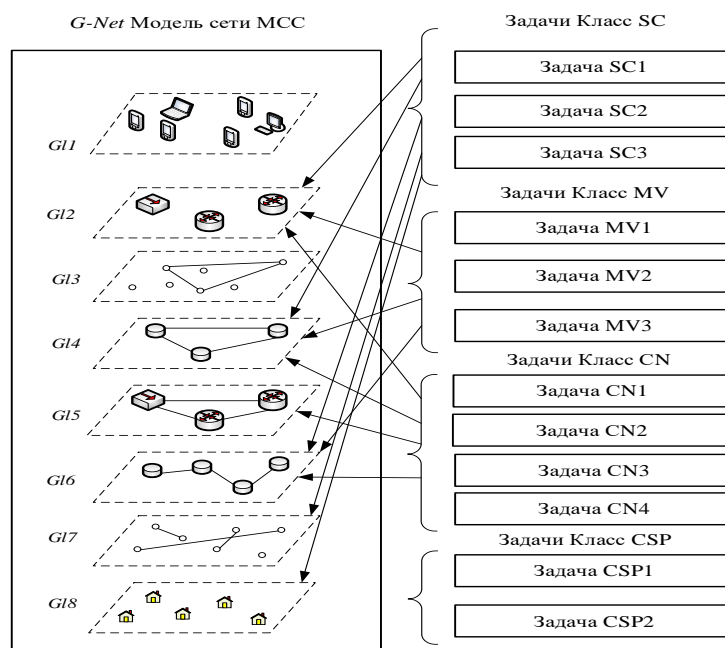 G-Net Модель сети МСС
Gl1
Gl2
Gl3
Gl4
Gl5
Gl6
Gl7
Gl8
Задачи Класс SC
Задача SC1
Задача SC2
Задача SC3
Задачи Класс MV
Задача MV1
Задача MV2
Задача MV3
Задачи Класс CN
Задача CN1
Задача CN2
Задача CN3
Задача CN4
Задачи Класс CSP
Задача CSP1
Задача CSP2